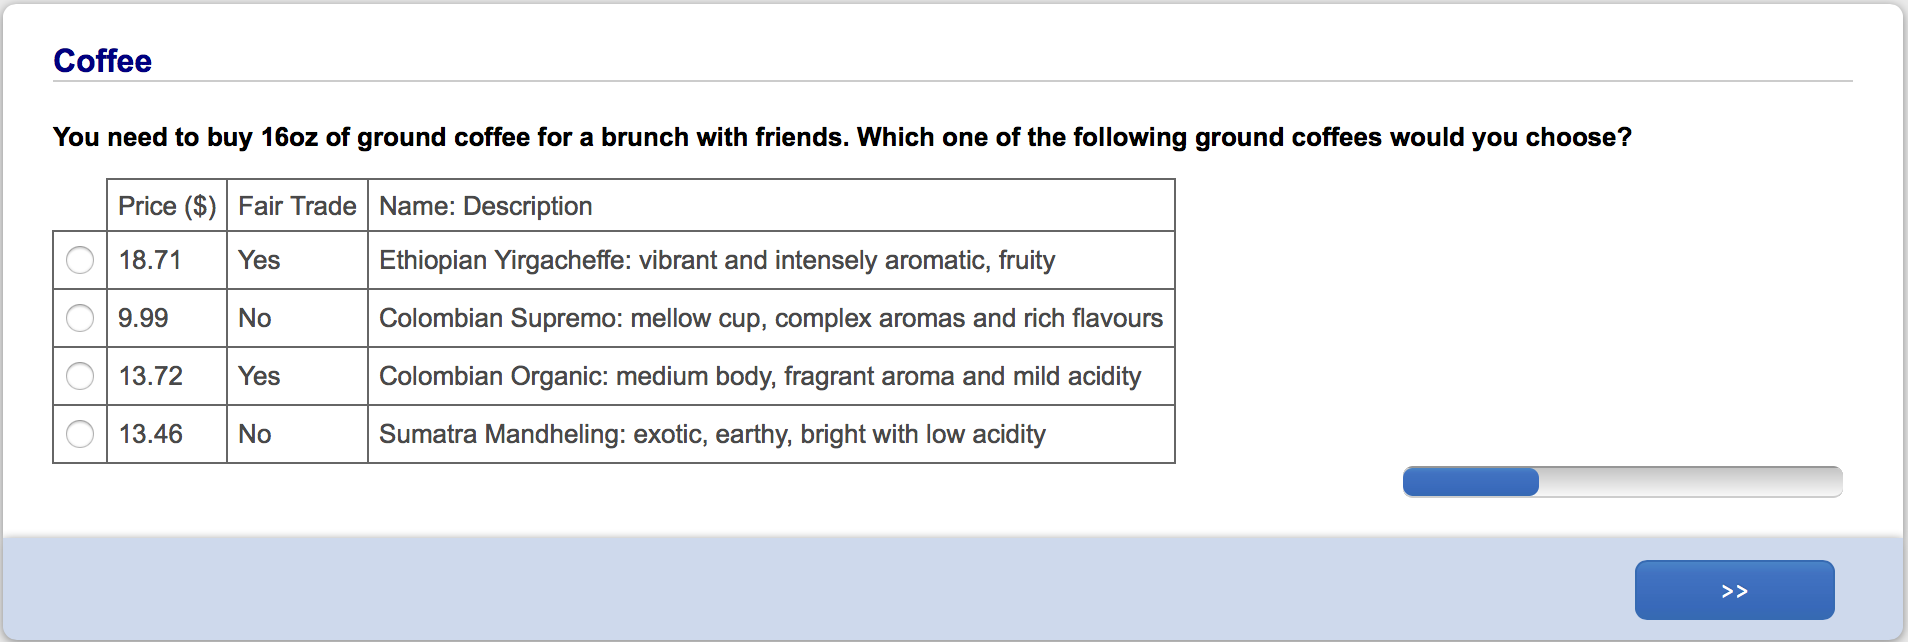 Coffee
You need to buy 16oz of ground coffee for a brunch with friends. Which one of the following ground coffees would you choose?
Price ($) Fair Trade Name: Description
18.71 Yes Ethiopian Yirgacheffe: vibrant and intensely aromatic, fruity
9.99 No Colombian Supremo: mellow cup, complex aromas and rich flavours
13.72 Yes Colombian Organic: medium body, fragrant aroma and mild acidity
13.46 No Sumatra Mandheling: exotic, earthy, bright with low acidity
>>